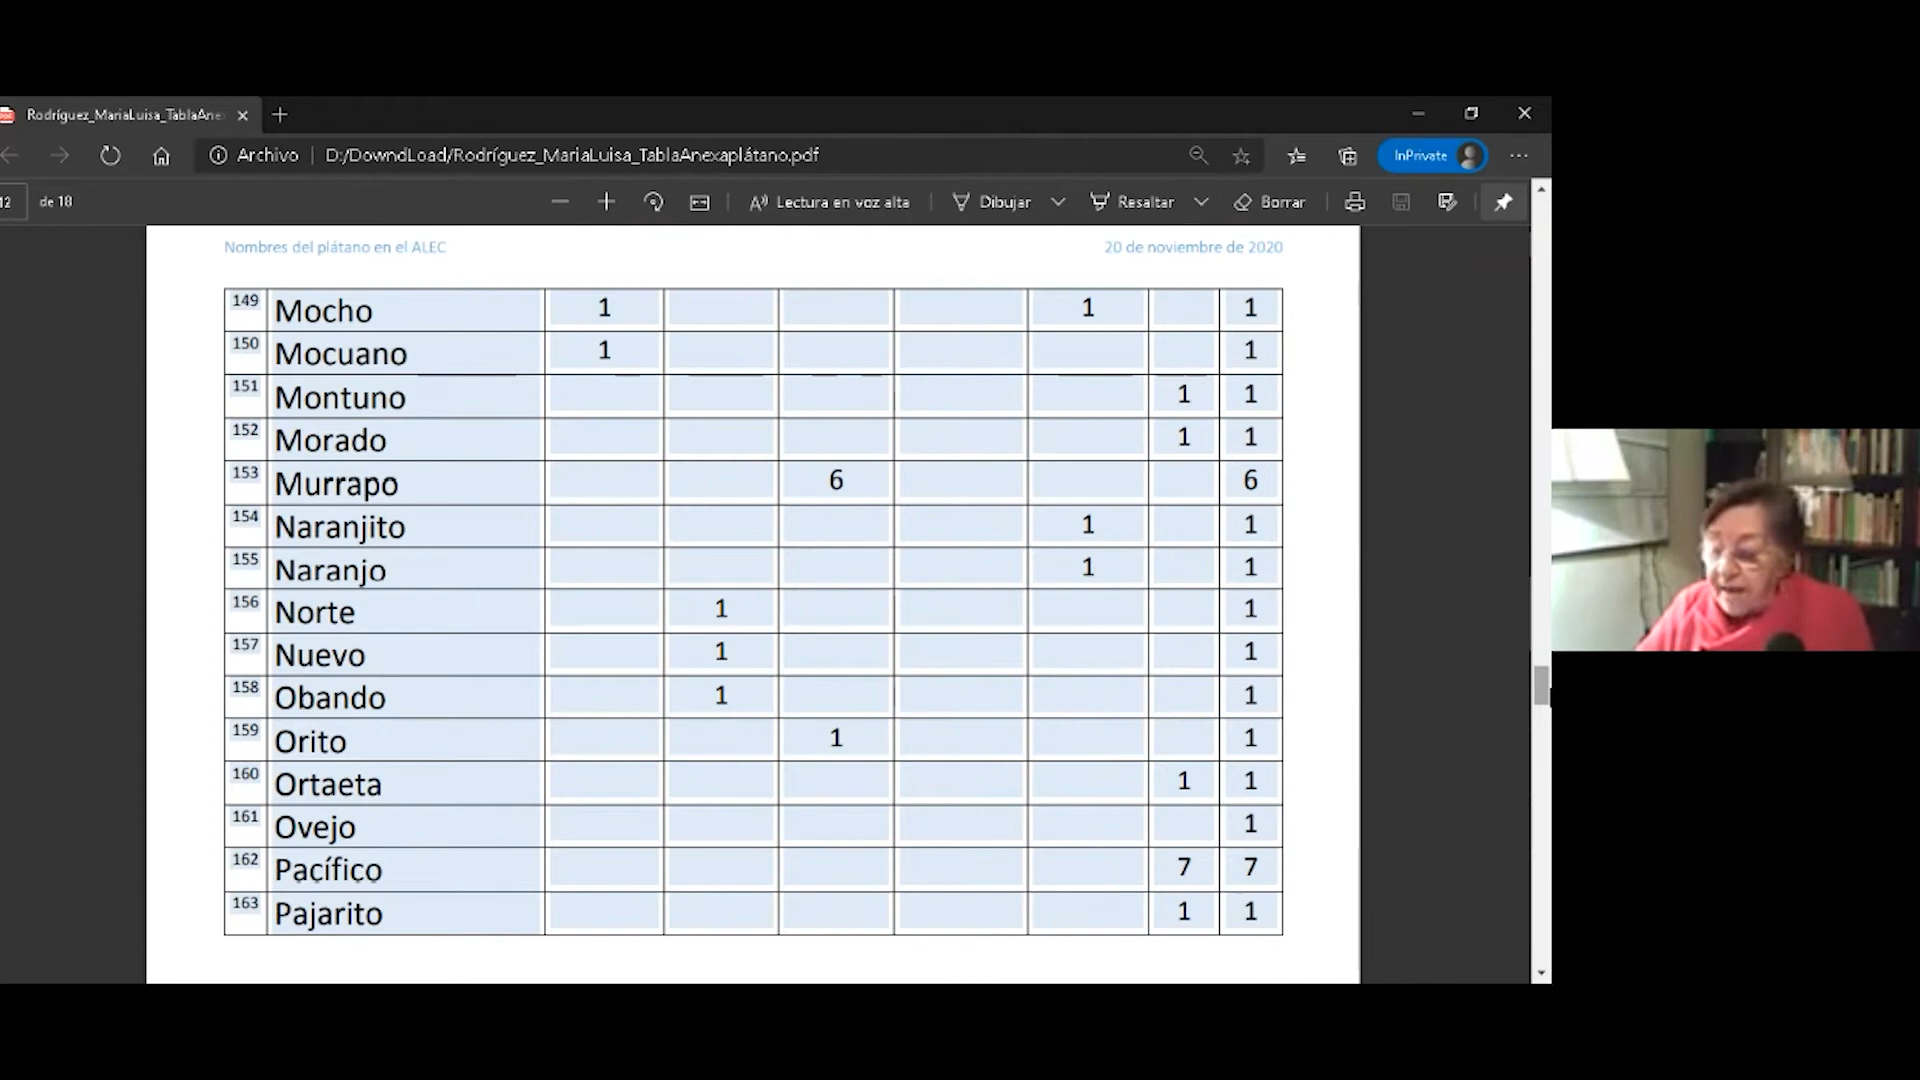 Rodríguez_MariaLuisa_TablaAne
Archivo D:/DowndLoad/Rodríguez_MariaLuisa_TablaAnexaplátano.pdf InPrivate
12 de 18 Lectura en voz alta Dibujar Resaltar Borrar
Nombres del plátano en el ALEC 20 de noviembre de 2020
149 Mocho 1 1 1
150 Mocuano 1 1
151 Montuno 1 1
152 Morado 1 1
153 Murrapo 6 6
154 Naranjito 1 1
155 Naranjo 1 1
156 Norte 1 1
157 Nuevo 1 1
158 Obando 1 1
159 Orito 1 1
160 Ortaeta 1 1
161 Ovejo 1
162 Pacífico 7 7
163 Pajarito 1 1